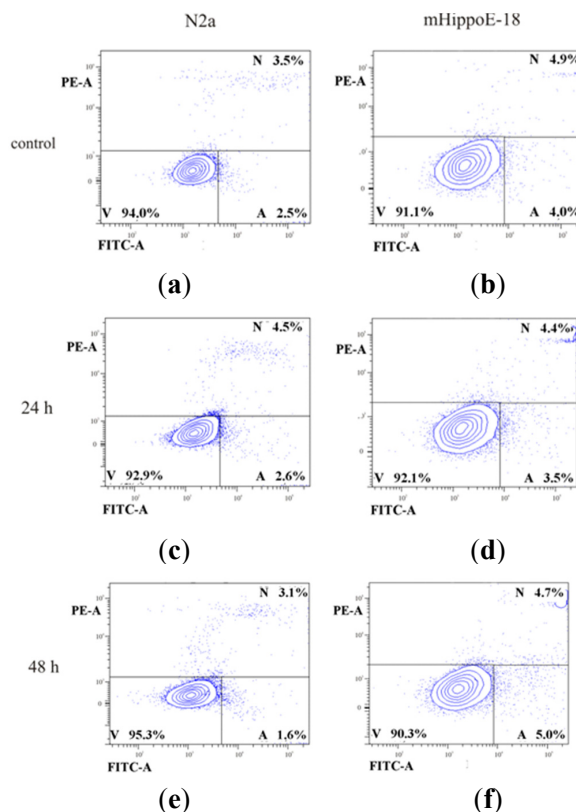 N2a mHippoE-18
control
N 3.5%
PE-A
V 94.0% A 2.5%
FITC-A
(a)
N 4.9%
PE-A
V 91.1% A 4.0%
FITC-A
(b)
24 h
N 4.5%
PE-A
V 92.9% A 2.6%
FITC-A
(c)
N 4.4%
PE-A
V 92.1% A 3.5%
FITC-A
(d)
48 h
N 3.1%
PE-A
V 95.3% A 1.6%
FITC-A
(e)
N 4.7%
PE-A
V 90.3% A 5.0%
FITC-A
(f)